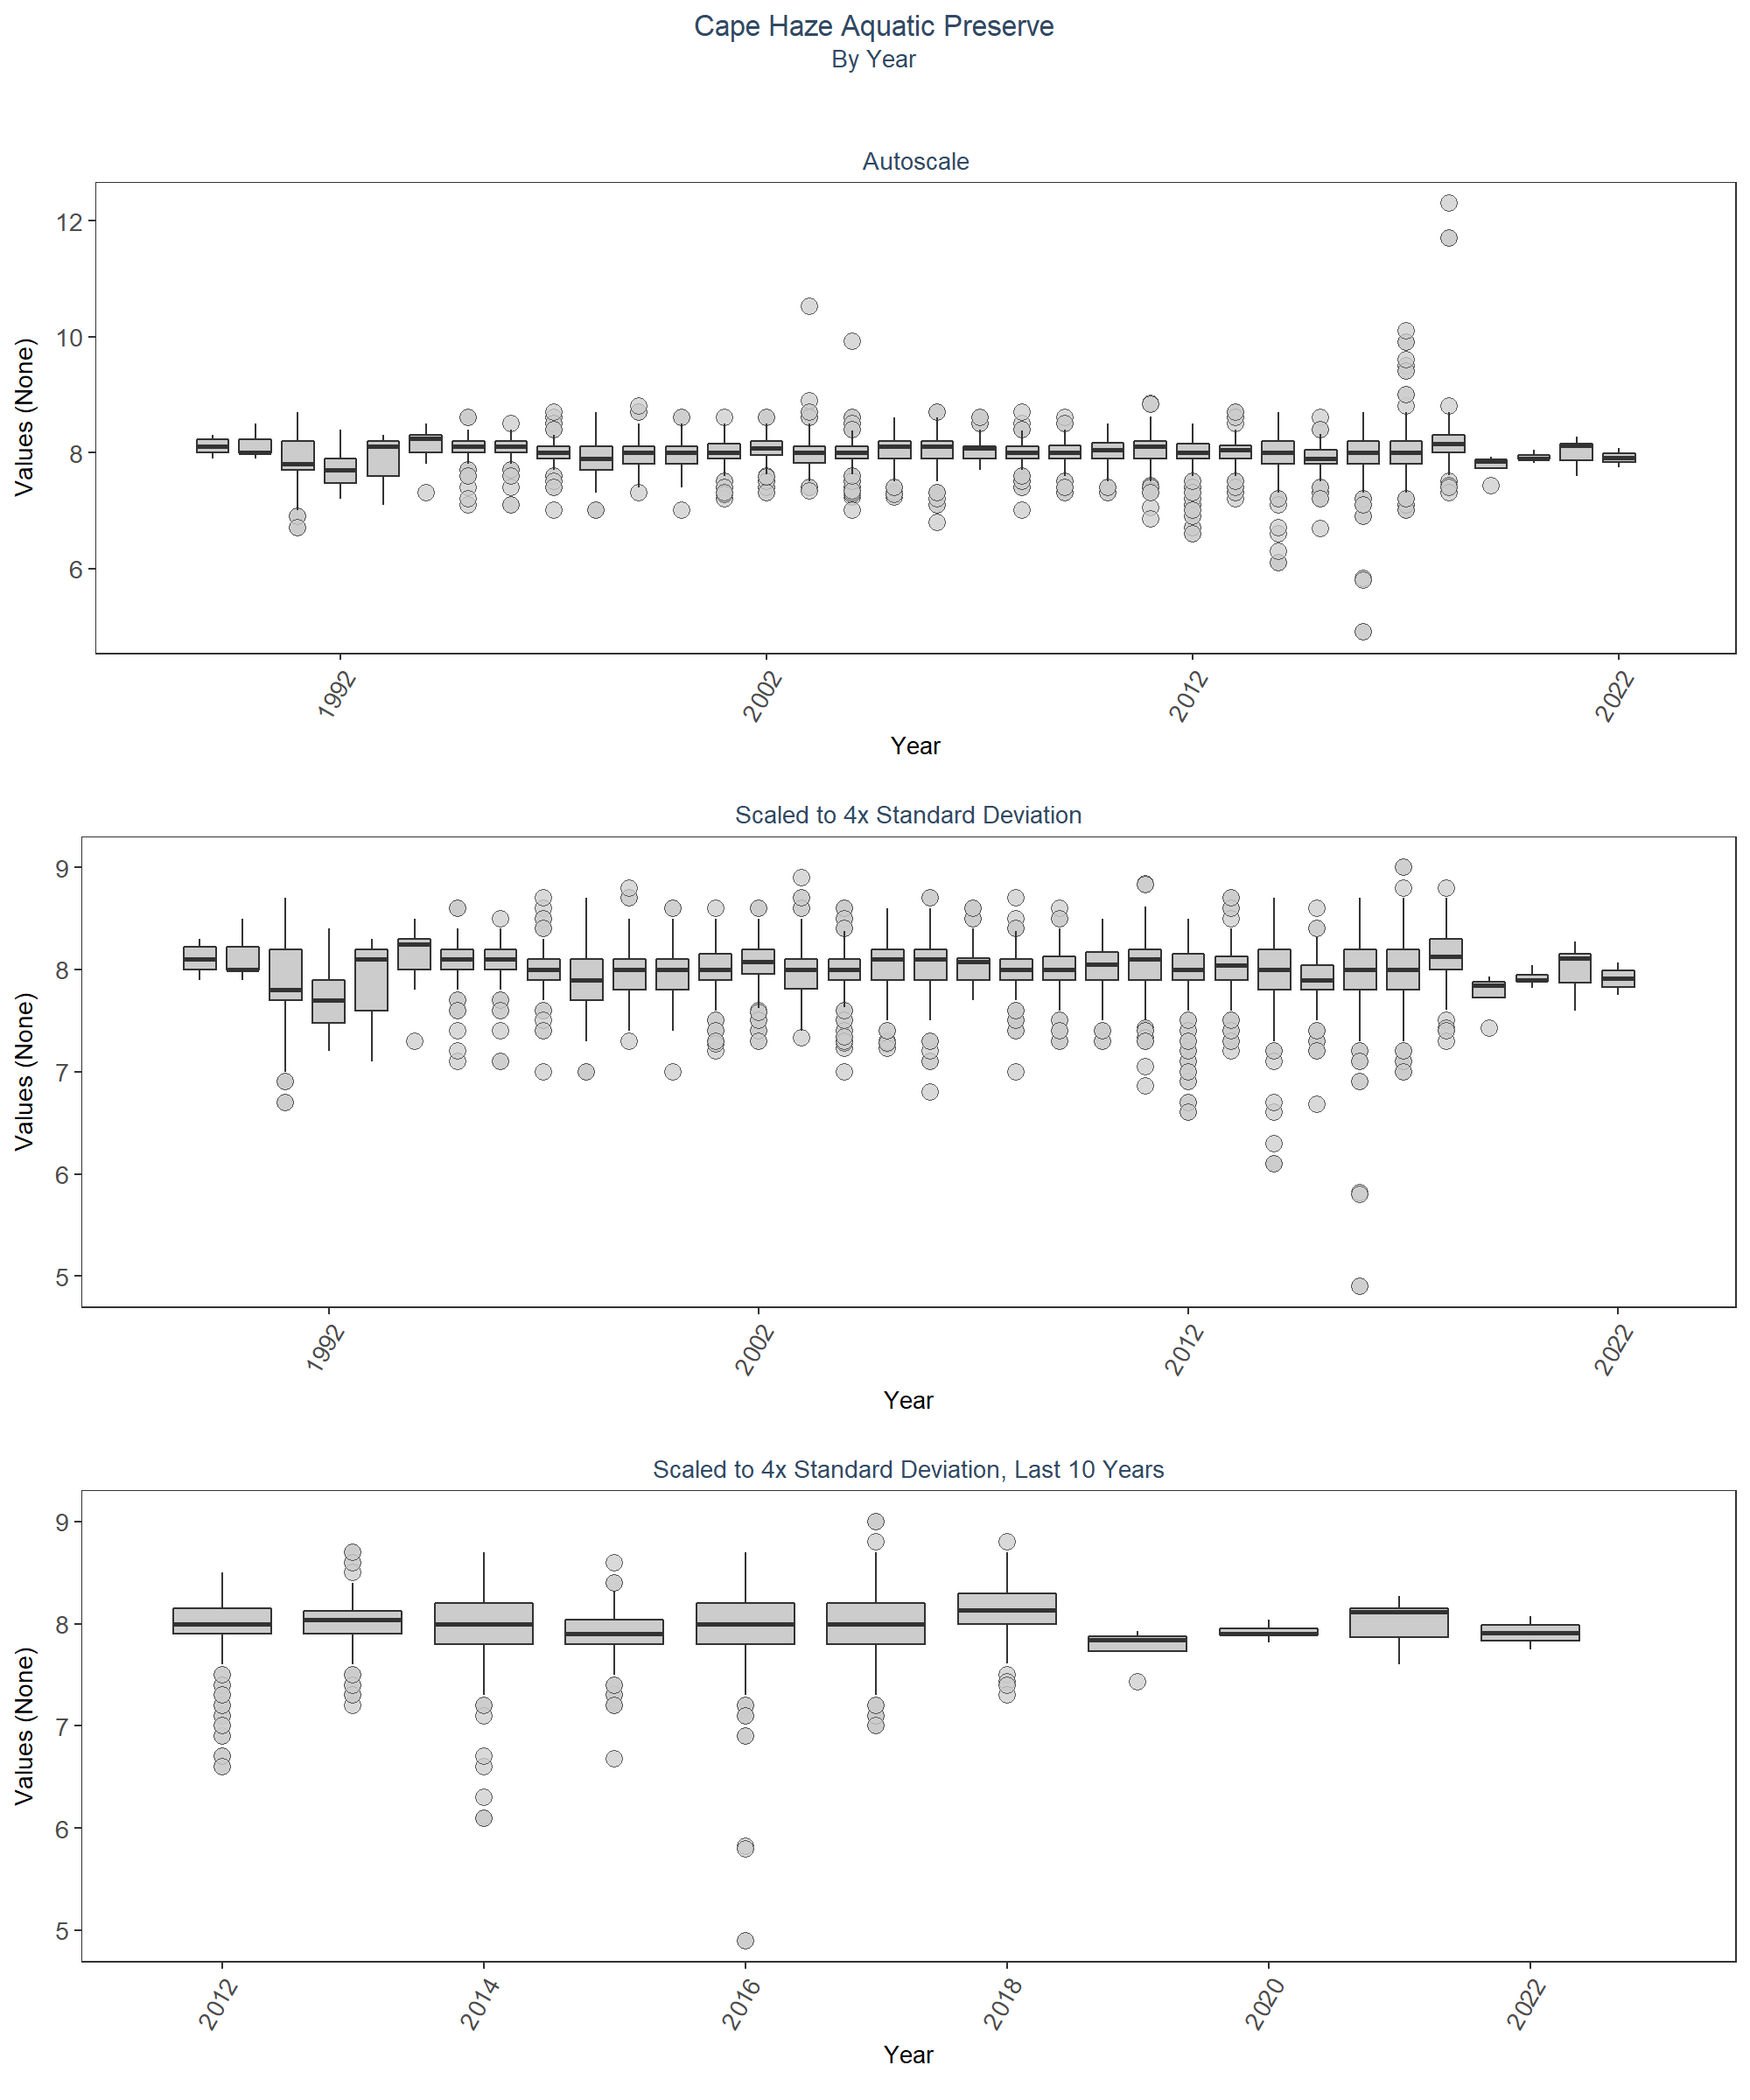 Cape Haze Aquatic Preserve
By Year
Autoscale
12
10
8
6
Values (None)
1992
2002
2012
2022
Year
Scaled to 4x Standard Deviation
9
8
7
6
5
Values (None)
1992
2002
2012
2022
Year
Scaled to 4x Standard Deviation, Last 10 Years
9
8
7
6
5
Values (None)
2012
2014
2016
2018
2020
2022
Year